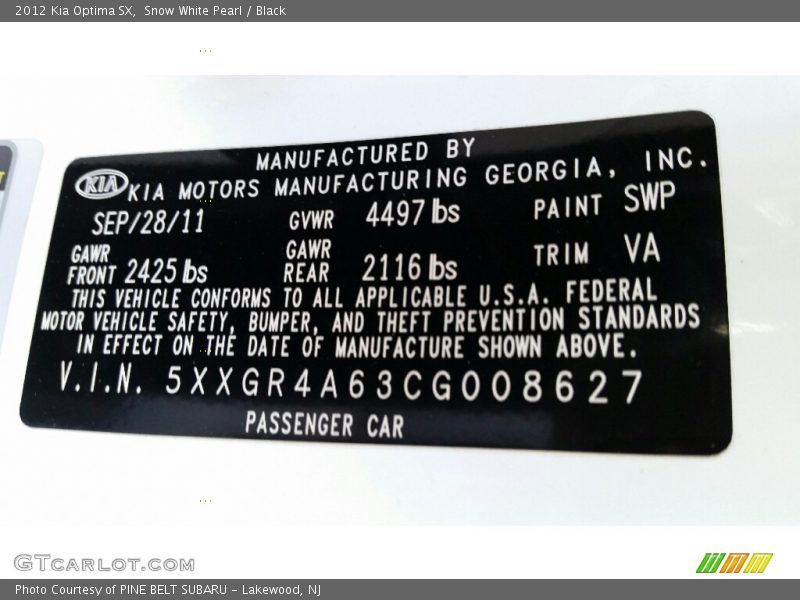 2012 Kia Optima SX, Snow White Pearl / Black
MANUFACTURED BY
KIA KIA MOTORS MANUFACTURING GEORGIA, INC.
SEP/28/11 GVWR 4497 lbs PAINT SWP
GAWR FRONT 2425 lbs GAWR REAR 2116 lbs TRIM VA
THIS VEHICLE CONFORMS TO ALL APPLICABLE U.S.A. FEDERAL
MOTOR VEHICLE SAFETY, BUMPER, AND THEFT PREVENTION STANDARDS
IN EFFECT ON THE DATE OF MANUFACTURE SHOWN ABOVE.
V.I.N. 5XXGR4A63CG008627
PASSENGER CAR
GTCARLOT.COM
Photo Courtesy of PINE BELT SUBARU - Lakewood, NJ